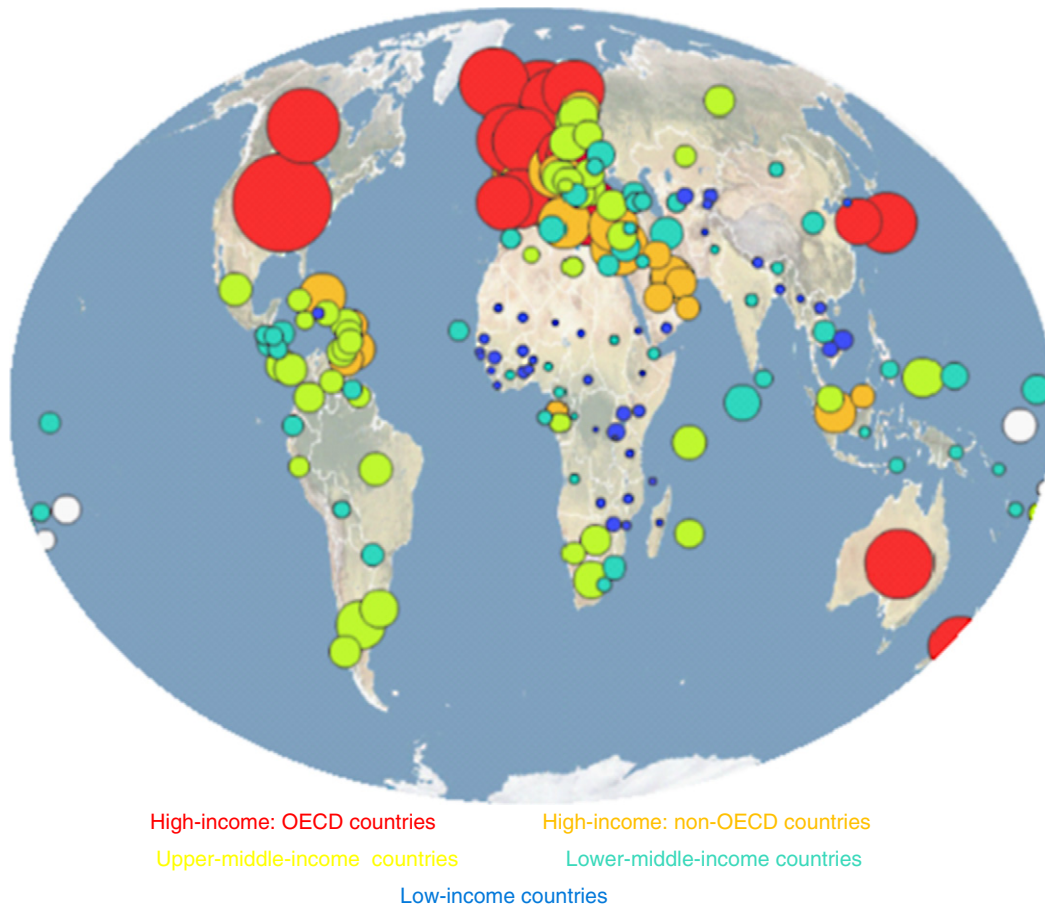 High-income: OECD countries
High-income: non-OECD countries
Upper-middle-income countries
Lower-middle-income countries
Low-income countries